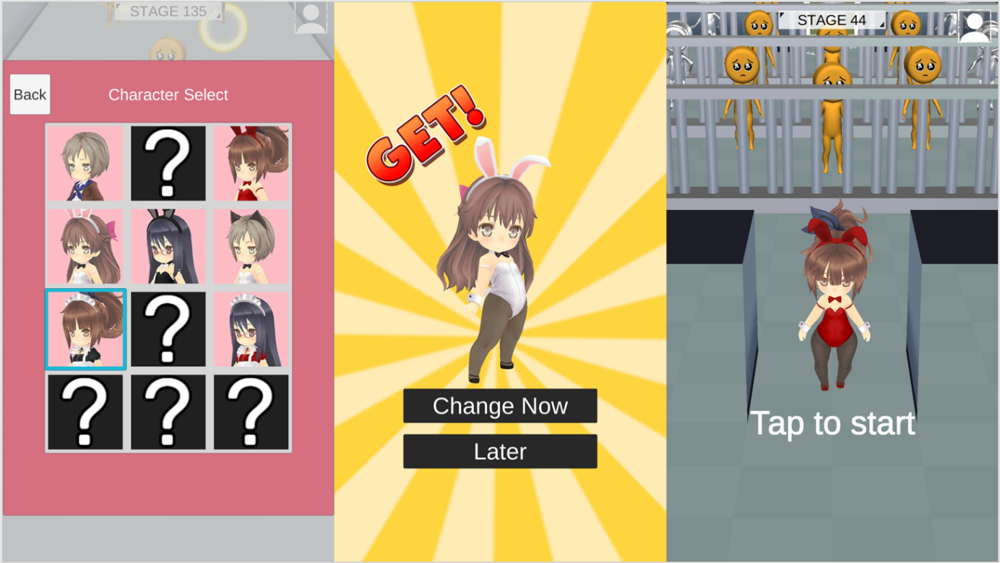 STAGE 135
Back
Character Select
?
?
?
?
?
GET!
Change Now
Later
STAGE 44
Tap to start